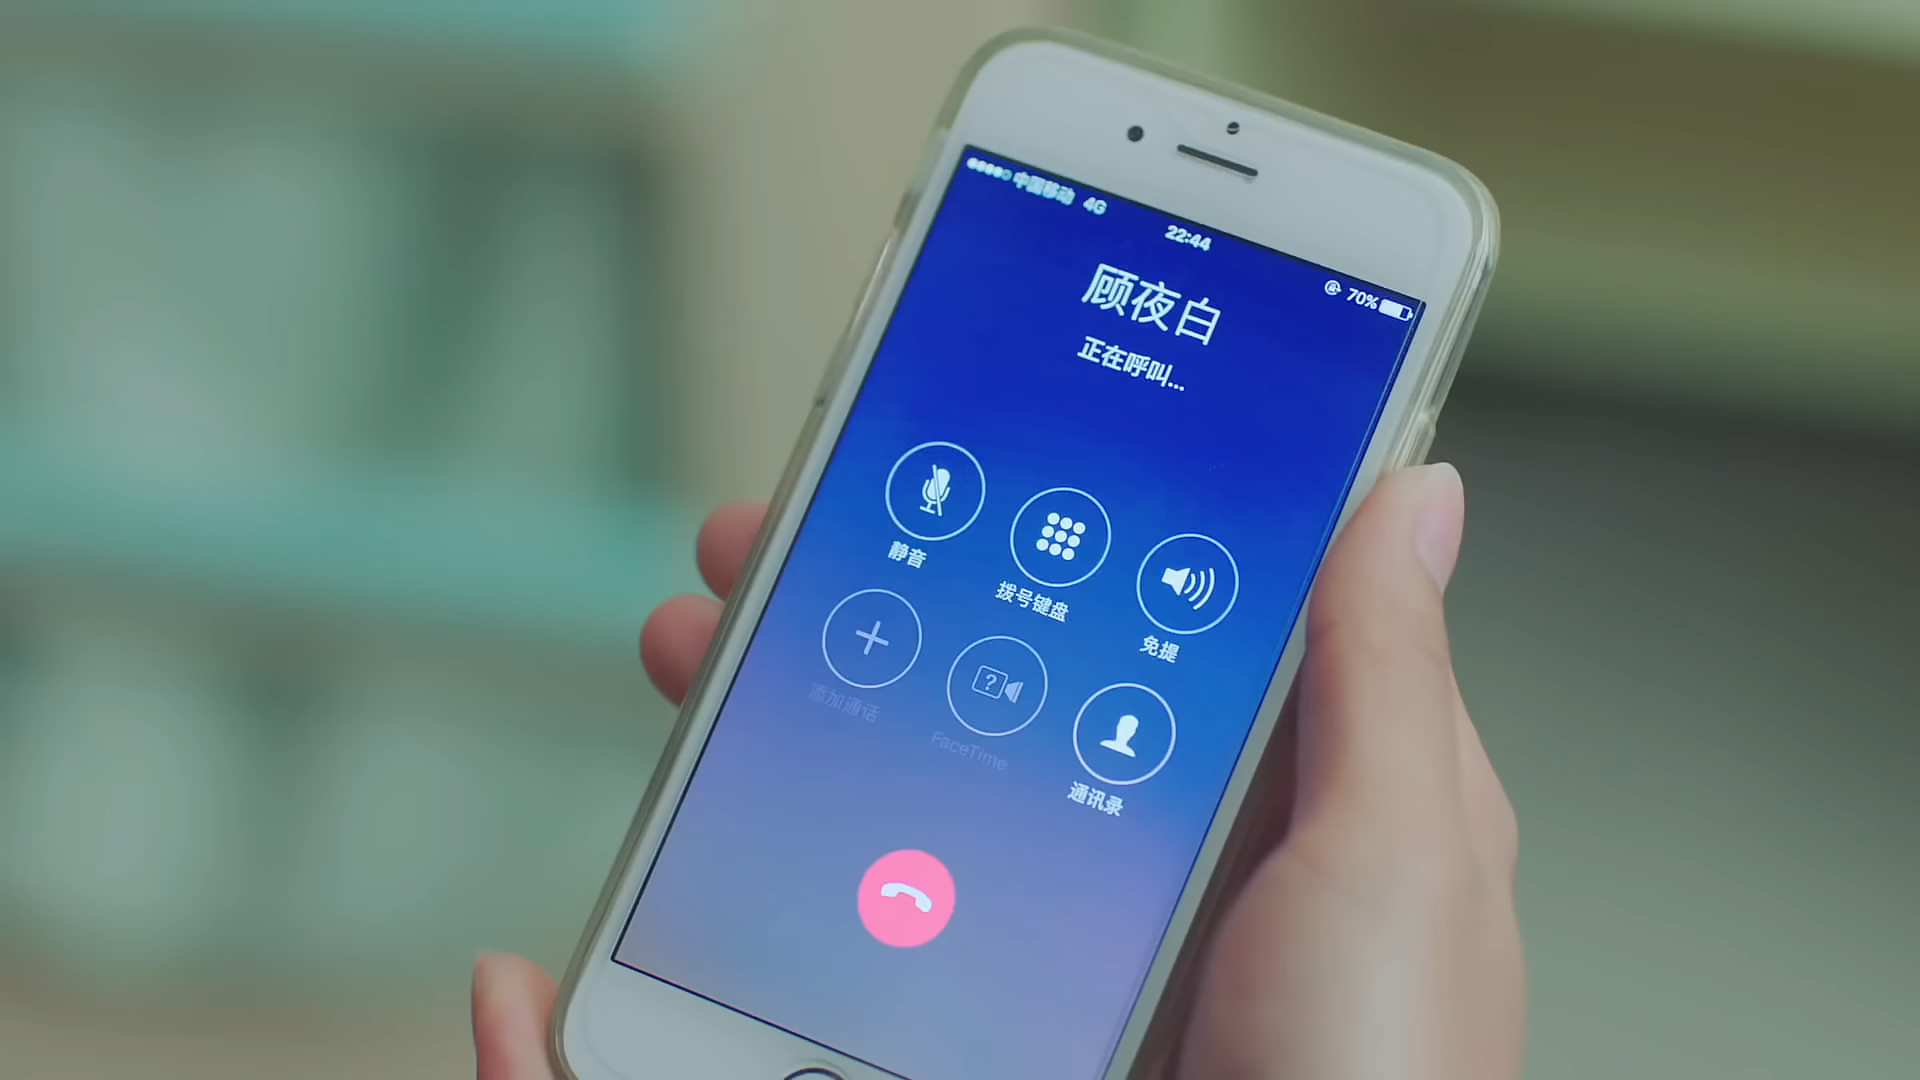 中国移动 4G
22:44
70%
顾夜白
正在呼叫...
静音
拨号键盘
免提
添加通话
FaceTime
通讯录